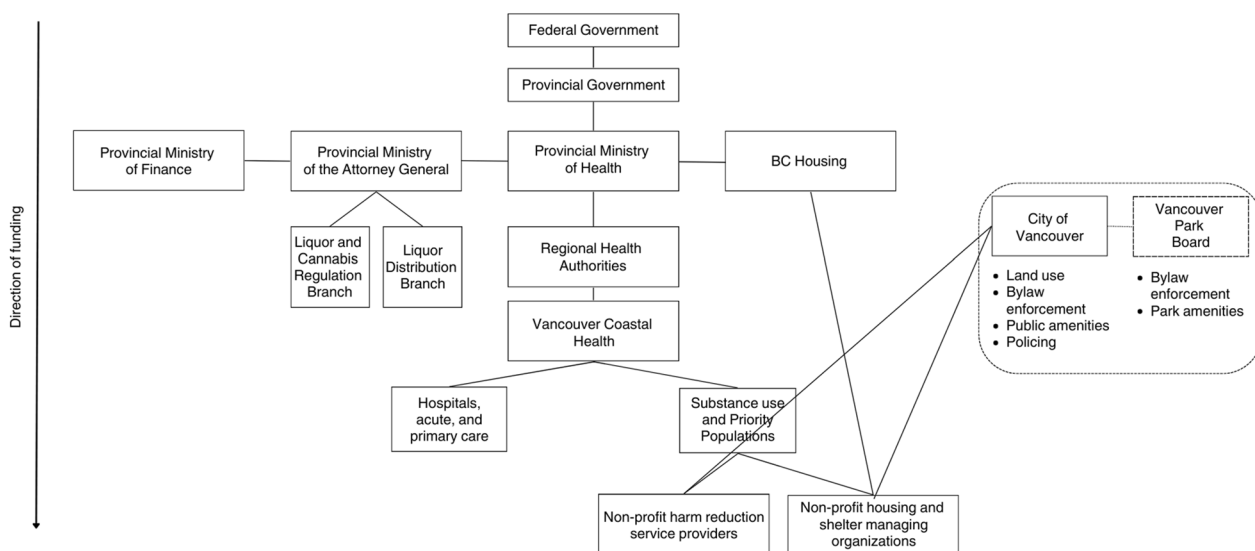 Federal Government
Provincial Government
Provincial Ministry
of Finance
Provincial Ministry
of the Attorney General
Provincial Ministry
of Health
BC Housing
Direction of funding
Liquor and
Cannabis
Regulation
Branch
Liquor
Distribution
Branch
Regional Health
Authorities
City of
Vancouver
Vancouver
Park
Board
• Land use
• Bylaw
enforcement
• Public amenities
• Policing
• Bylaw
enforcement
• Park amenities
Vancouver Coastal
Health
Hospitals,
acute, and
primary care
Substance use
and Priority
Populations
Non-profit harm reduction
service providers
Non-profit housing and
shelter managing
organizations